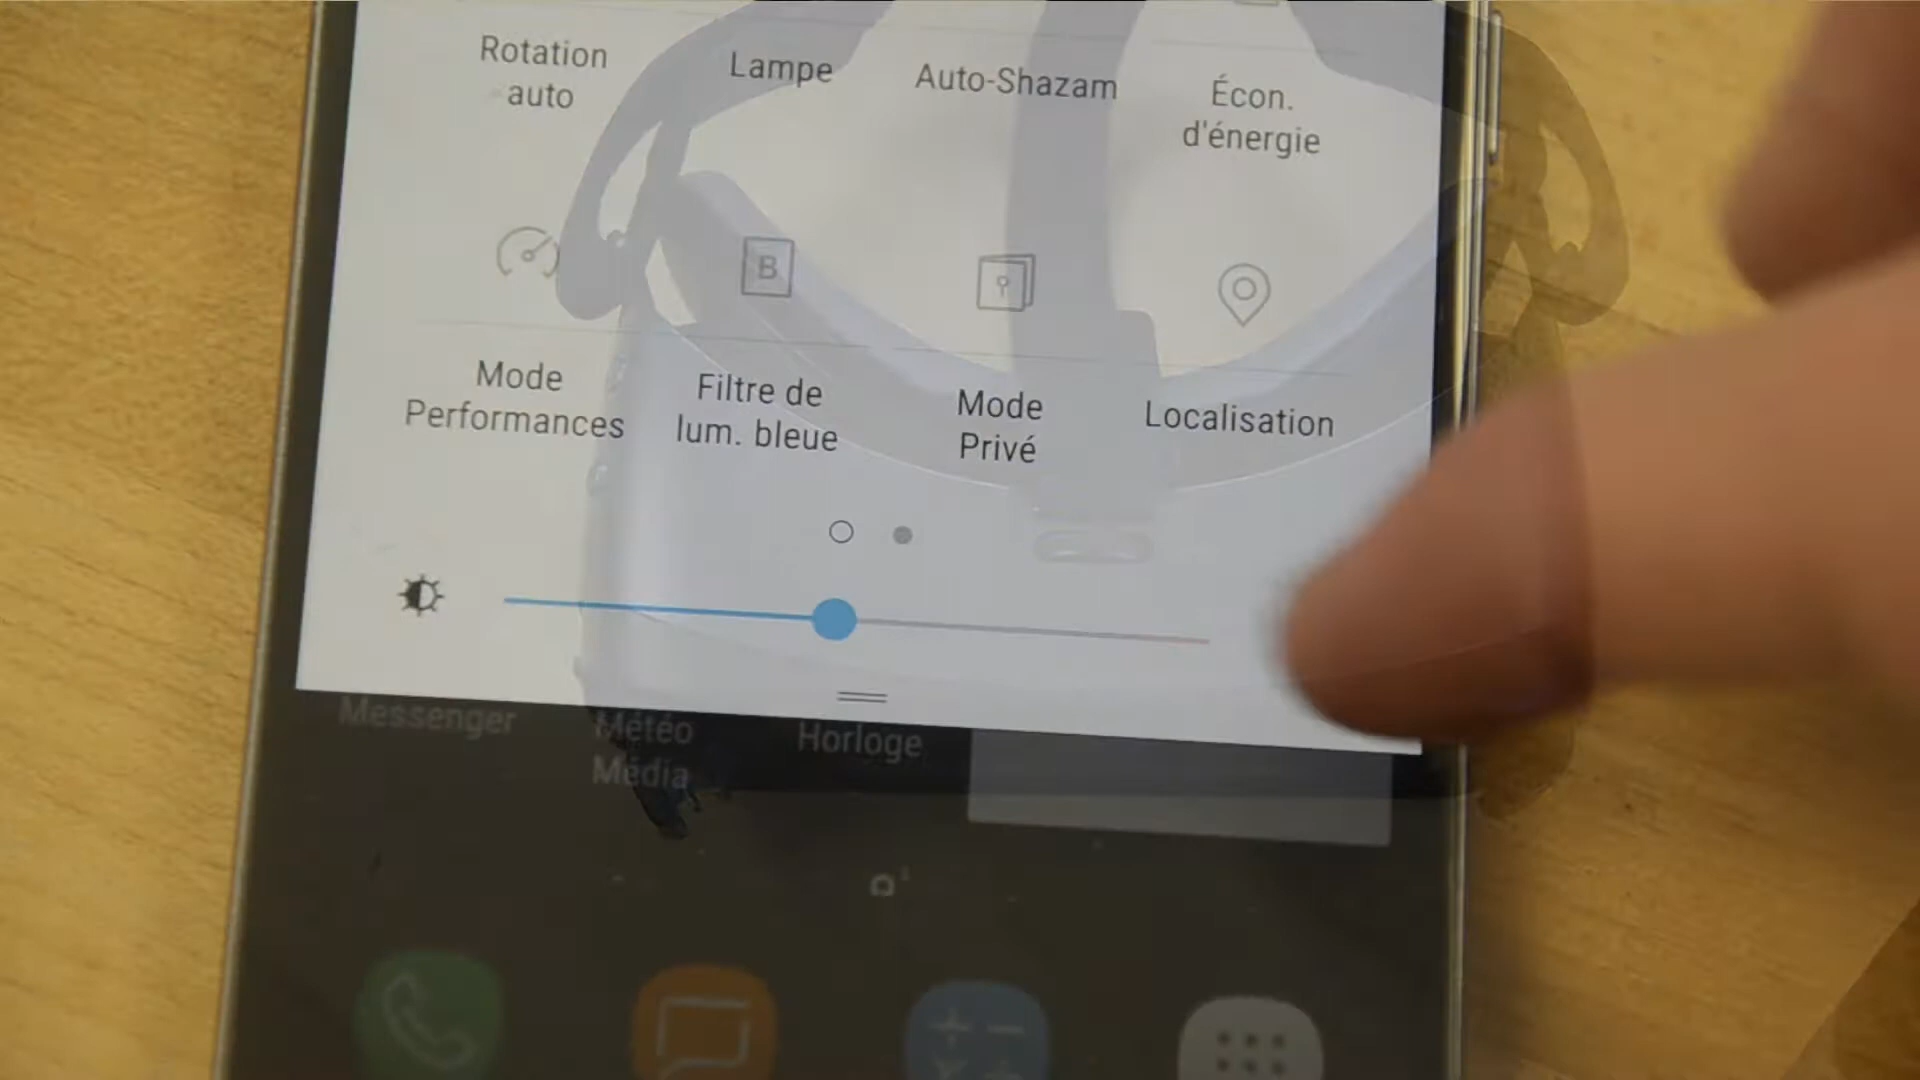 Rotation
auto
Lampe
Auto-Shazam
Écon.
d'énergie
B
Mode
Performances
Filtre de
lum. bleue
Mode
Privé
Localisation
Messenger
Météo
Média
Horloge